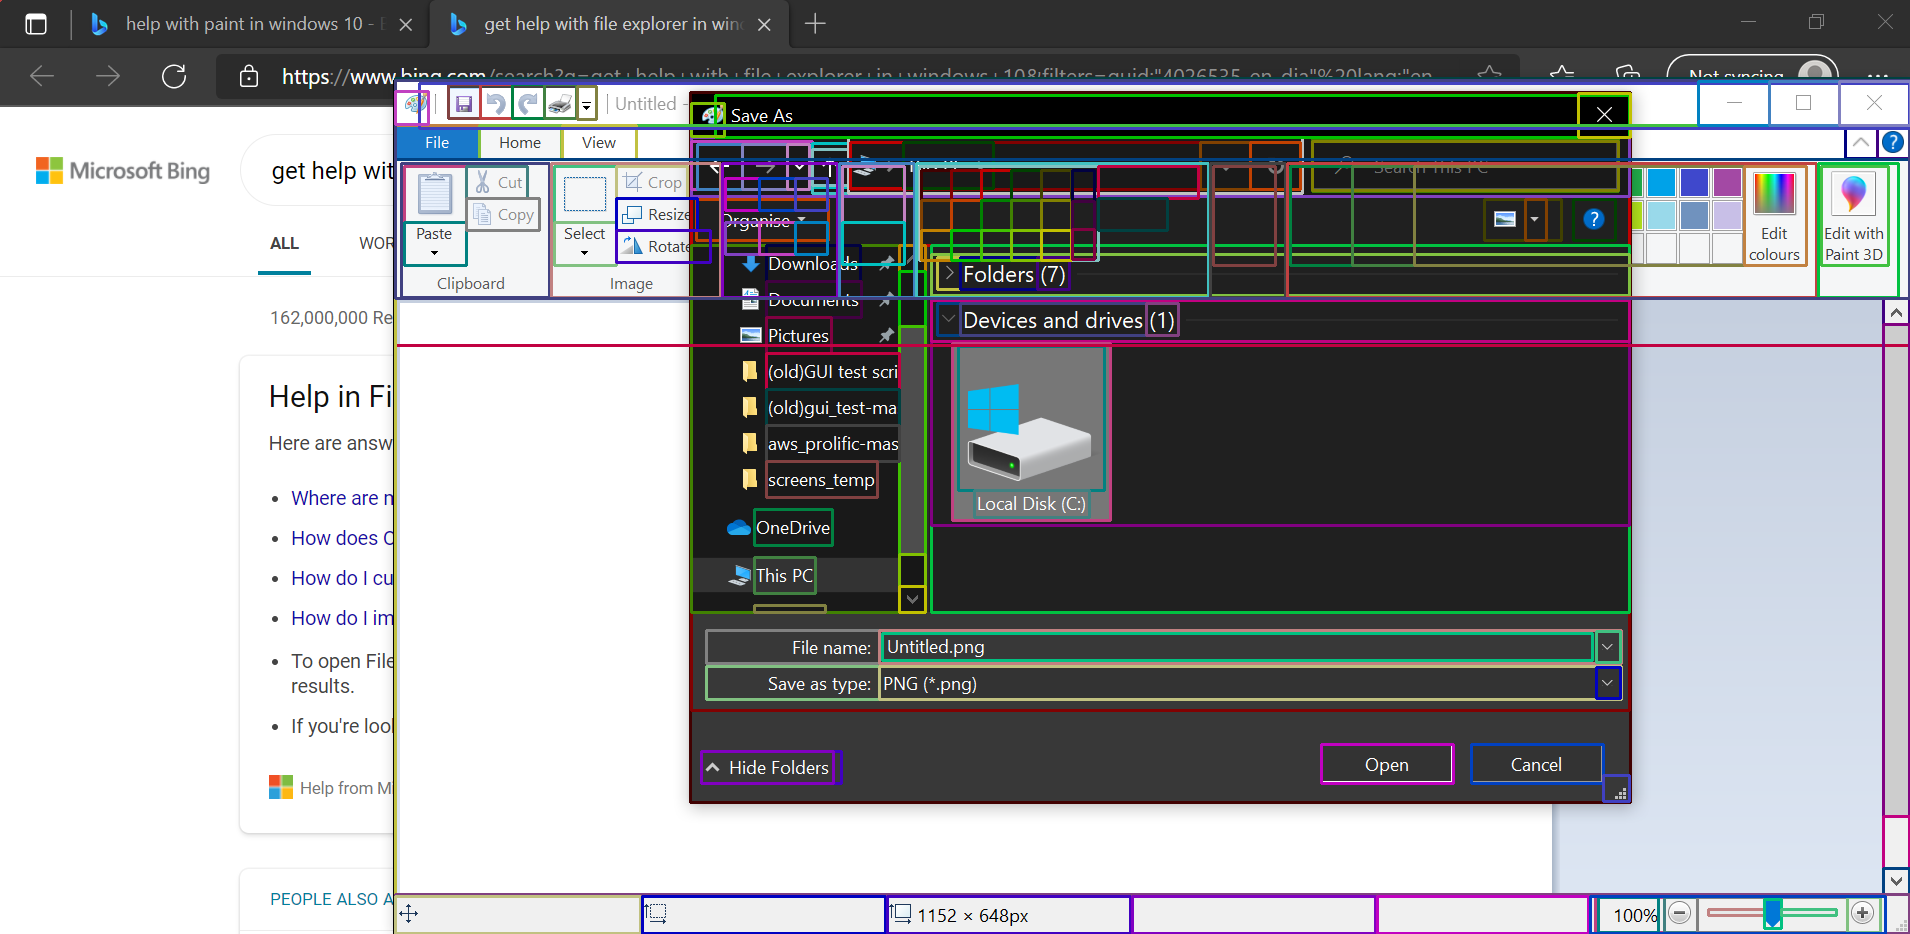 help with paint in windows 10 -
get help with file explorer in win
https://www.bing.com/search?q=get+help+with+file+explorer+in+windows+10&filters=guid:"4026535-en-dia"%20lang:"en
Not syncing
Microsoft Bing
get help wit
ALL
WOR
162,000,000 Re
Help in Fi
Here are answ
Where are n
How does C
How do I cu
How do I im
To open File
results.
If you're lool
Help from Mi
PEOPLE ALSO A
Untitled -
File
Home
View
Paste
Cut
Copy
Clipboard
Select
Crop
Resize
Rotate
Image
Edit
colours
Edit with
Paint 3D
Save As
Search This PC
Organise
Downloads
Documents
Pictures
(old)GUI test scri
(old)gui_test-ma
aws_prolific-mas
screens_temp
OneDrive
This PC
Folders (7)
Devices and drives (1)
Local Disk (C:)
File name:
Untitled.png
Save as type:
PNG (*.png)
Hide Folders
Open
Cancel
1152 × 648px
100%